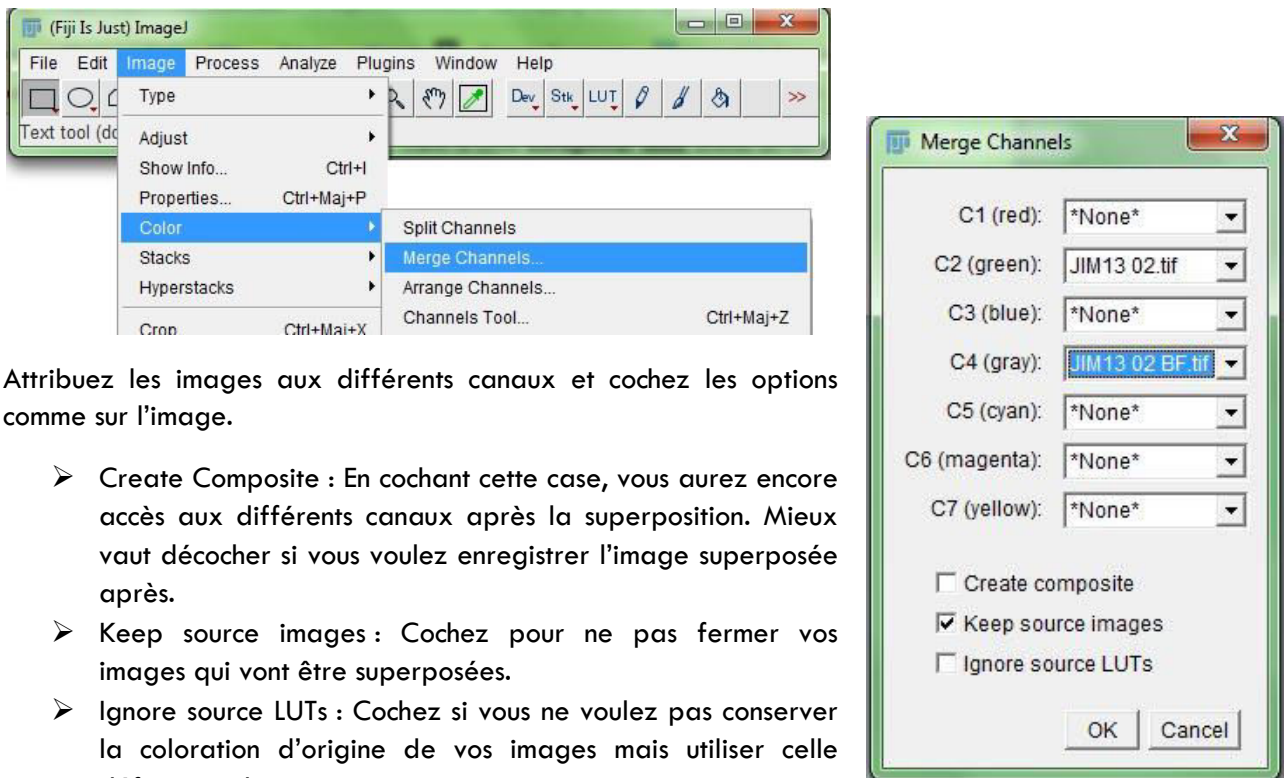 (Fiji Is Just) ImageJ
File Edit Image Process Analyze Plugins Window Help
Dev Stk LUT >>
Text tool (do
Type
Adjust
Show Info... Ctrl+I
Properties... Ctrl+Maj+P
Color
Stacks
Hyperstacks
Crop Ctrl+Maj+X
Split Channels
Merge Channels...
Arrange Channels...
Channels Tool... Ctrl+Maj+Z
Attribuez les images aux différents canaux et cochez les options
comme sur l’image.
➢ Create Composite : En cochant cette case, vous aurez encore
accès aux différents canaux après la superposition. Mieux
vaut décocher si vous voulez enregistrer l’image superposée
après.
➢ Keep source images : Cochez pour ne pas fermer vos
images qui vont être superposées.
➢ Ignore source LUTs : Cochez si vous ne voulez pas conserver
la coloration d’origine de vos images mais utiliser celle
Merge Channels
C1 (red): *None*
C2 (green): JIM13 02.tif
C3 (blue): *None*
C4 (gray): JIM13 02 BF.tif
C5 (cyan): *None*
C6 (magenta): *None*
C7 (yellow): *None*
Create composite
Keep source images
Ignore source LUTs
OK Cancel